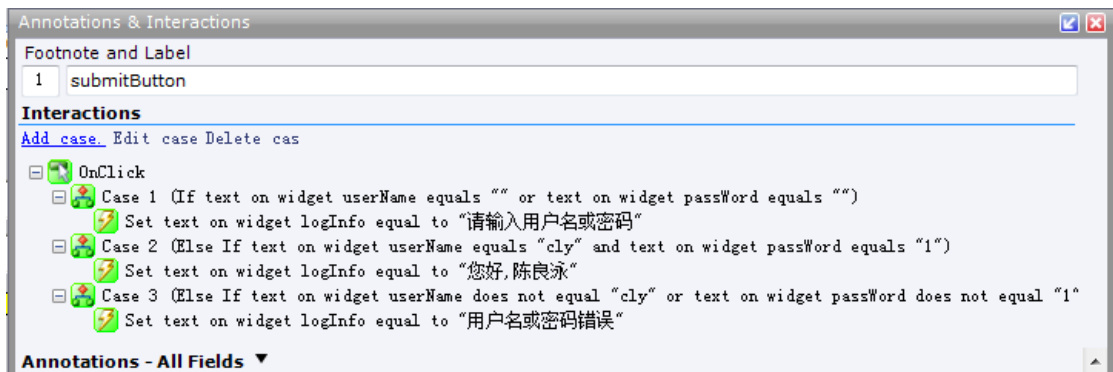 Annotations & Interactions
Footnote and Label
1 submitButton
Interactions
Add case. Edit case Delete cas
OnClick
Case 1 (If text on widget userName equals "" or text on widget passWord equals "")
Set text on widget logInfo equal to "请输入用户名或密码"
Case 2 (Else If text on widget userName equals "cly" and text on widget passWord equals "1")
Set text on widget logInfo equal to "您好,陈良泳"
Case 3 (Else If text on widget userName does not equal "cly" or text on widget passWord does not equal "1"
Set text on widget logInfo equal to "用户名或密码错误"
Annotations - All Fields ▼